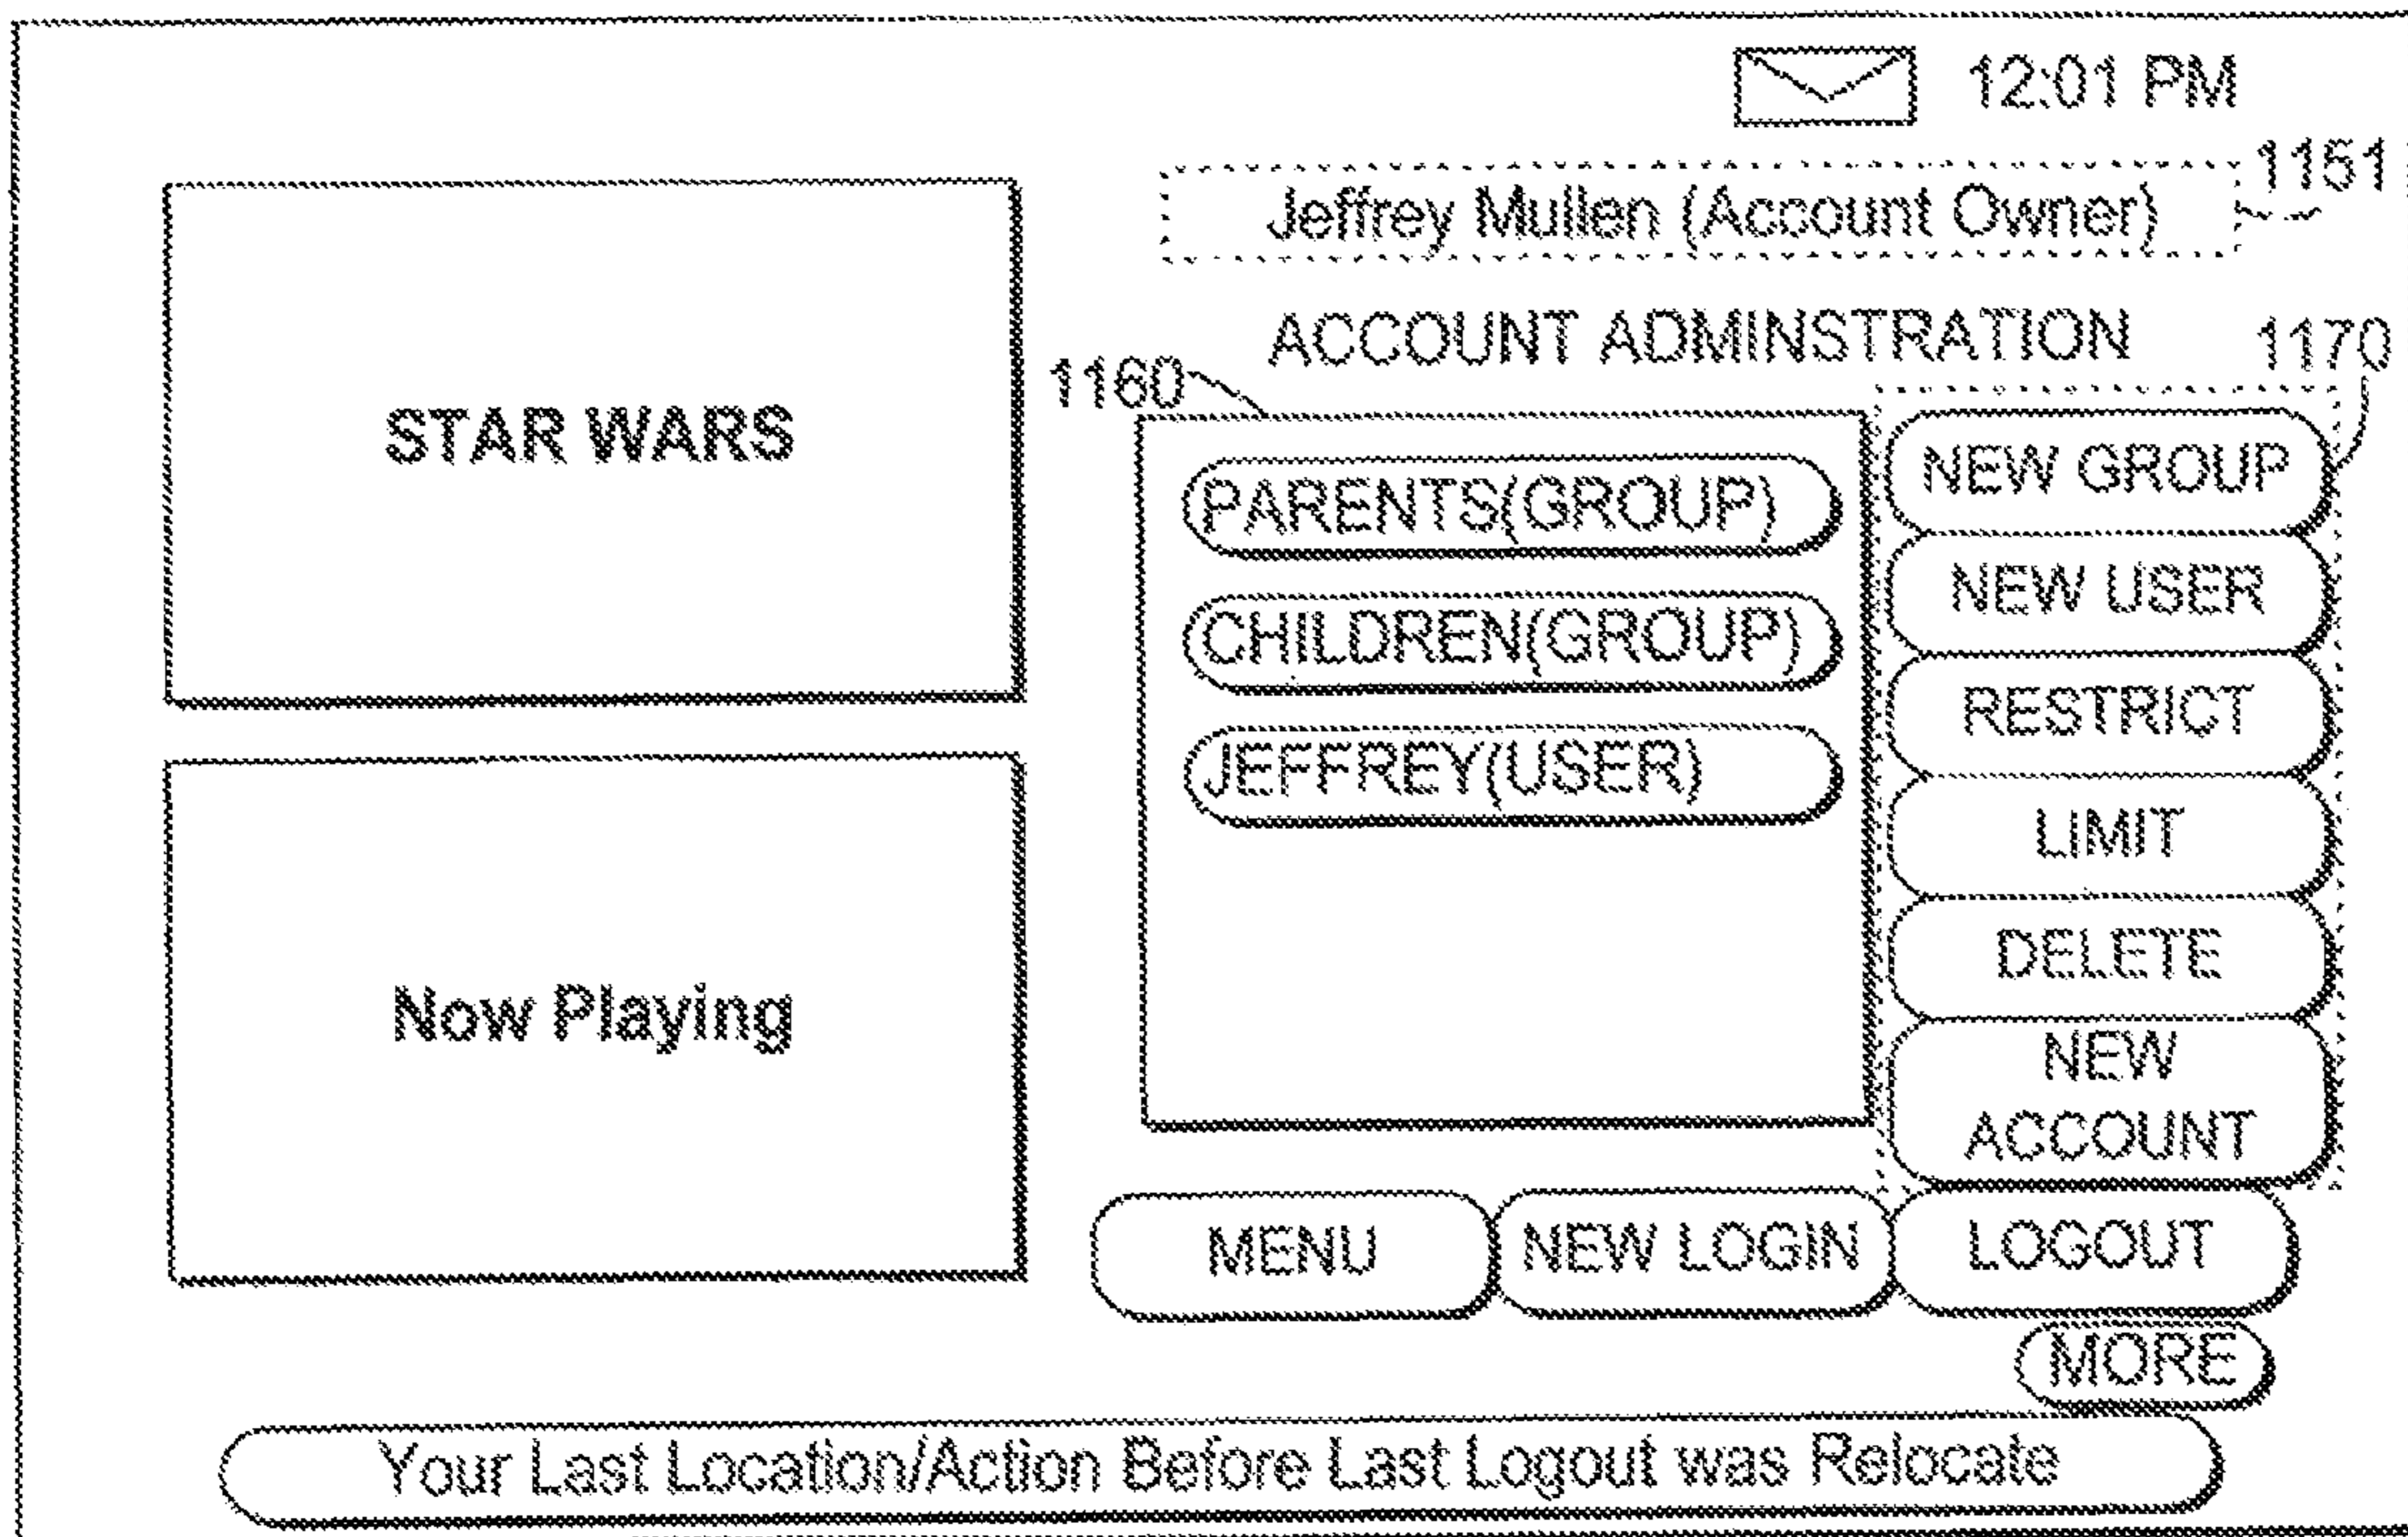 12:01 PM
1151
Jeffrey Mullen (Account Owner)
ACCOUNT ADMINSTRATION
1170
1160
STAR WARS
PARENTS(GROUP)
CHILDREN(GROUP)
JEFFREY(USER)
NEW GROUP
NEW USER
RESTRICT
LIMIT
DELETE
NEW
ACCOUNT
Now Playing
MENU
NEW LOGIN
LOGOUT
MORE
Your Last Location/Action Before Last Logout was Relocate